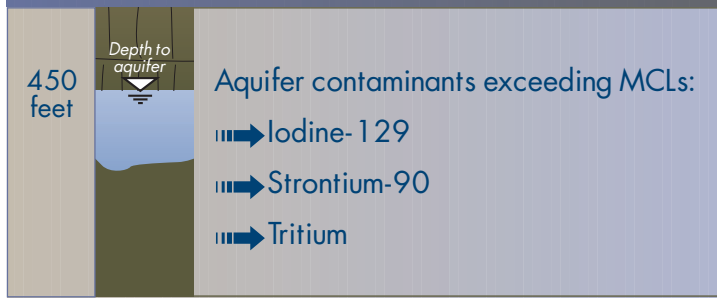 450
feet
Depth to
aquifer
Aquifer contaminants exceeding MCLs:
Iodine-129
Strontium-90
Tritium